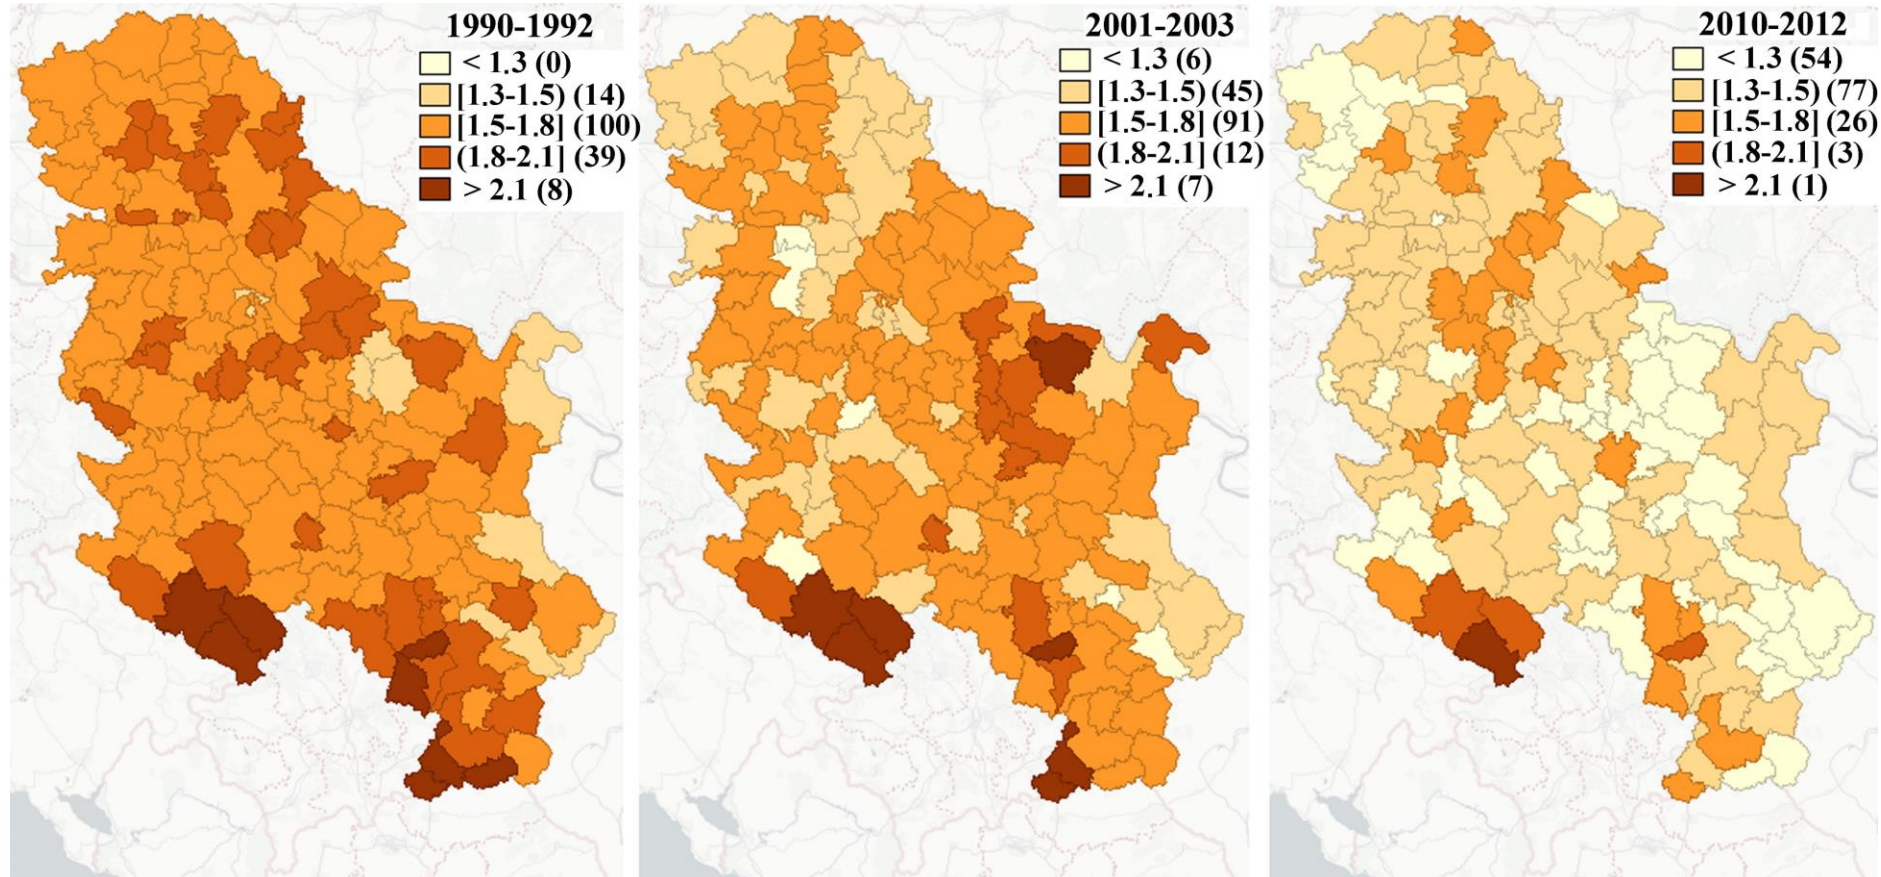 1990-1992
< 1.3 (0)
[1.3-1.5) (14)
[1.5-1.8] (100)
(1.8-2.1] (39)
> 2.1 (8)
2001-2003
< 1.3 (6)
[1.3-1.5) (45)
[1.5-1.8] (91)
(1.8-2.1] (12)
> 2.1 (7)
2010-2012
< 1.3 (54)
[1.3-1.5) (77)
[1.5-1.8] (26)
(1.8-2.1] (3)
> 2.1 (1)